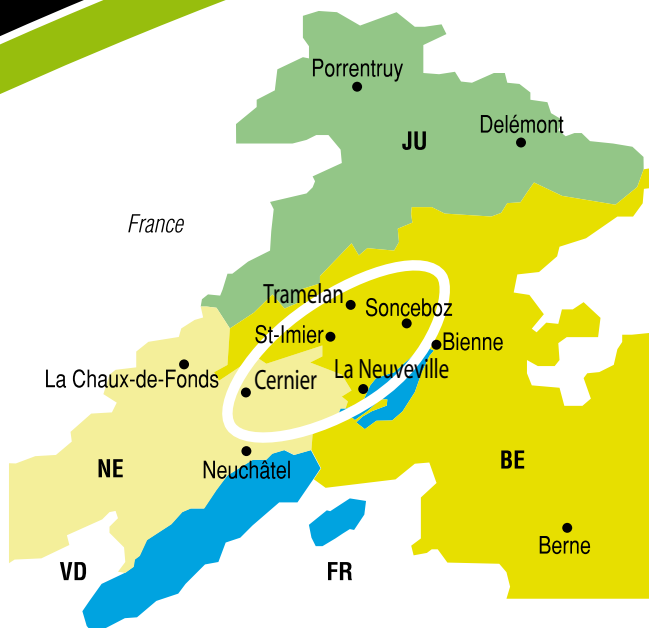 Porrentruy
Delémont
JU
France
Tramelan
Sonceboz
St-Imier
Bienne
La Neuveville
La Chaux-de-Fonds
Cernier
NE
Neuchâtel
BE
Berne
VD
FR